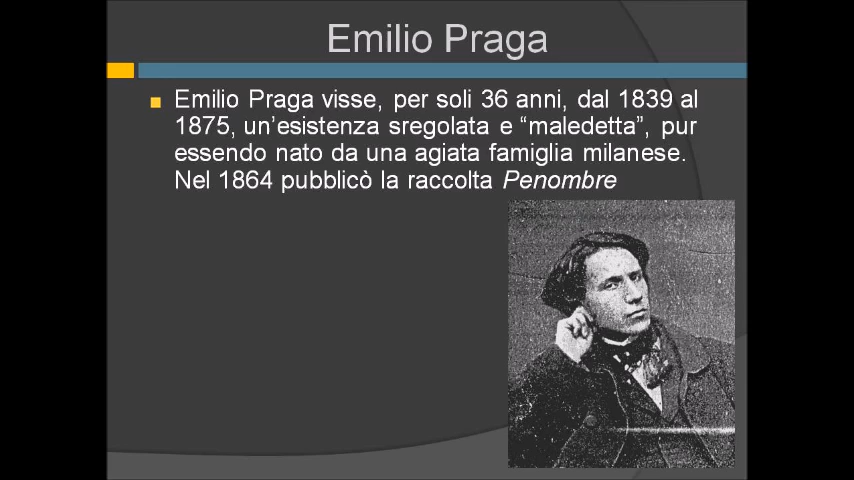 Emilio Praga
Emilio Praga visse, per soli 36 anni, dal 1839 al
1875, un’esistenza sregolata e “maledetta”, pur
essendo nato da una agiata famiglia milanese.
Nel 1864 pubblicò la raccolta Penombre